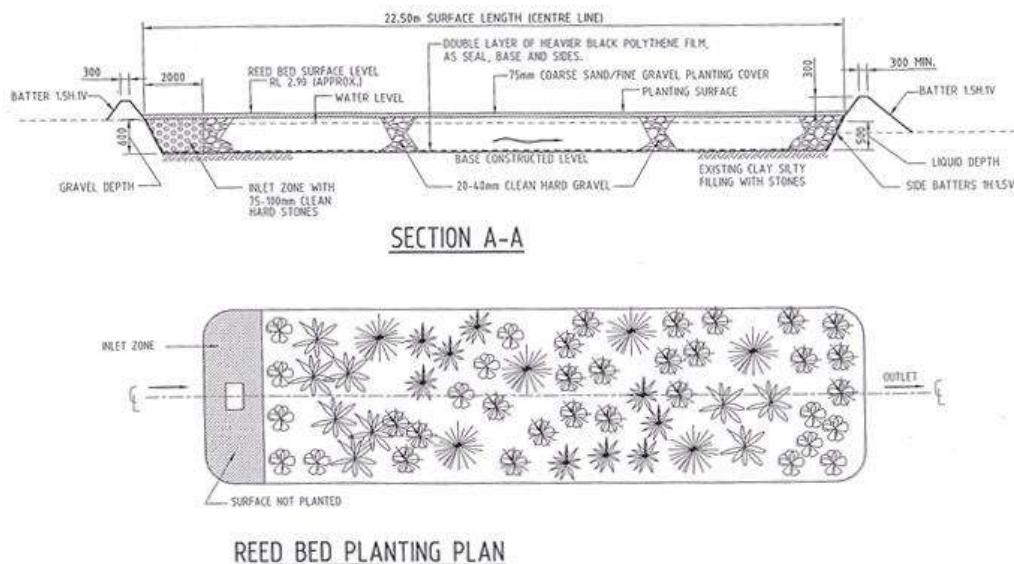 22.50m SURFACE LENGTH (CENTRE LINE)
DOUBLE LAYER OF HEAVIER BLACK POLYTHENE FILM,
AS SEAL, BASE AND SIDES.
300
2000
REED BED SURFACE LEVEL
RL 2.90 (APPROX.)
75mm COARSE SAND/FINE GRAVEL PLANTING COVER
300
300 MIN.
BATTER 1.5H.1V
WATER LEVEL
PLANTING SURFACE
BATTER 1.5H.1V
600
500
BASE CONSTRUCTED LEVEL
GRAVEL DEPTH
INLET ZONE WITH
75-100mm CLEAN
HARD STONES
20-40mm CLEAN HARD GRAVEL
EXISTING CLAY SILTY
FILLING WITH STONES
LIQUID DEPTH
SIDE BATTERS 1H:1.5V
SECTION A-A
INLET ZONE
OUTLET
SURFACE NOT PLANTED
REED BED PLANTING PLAN